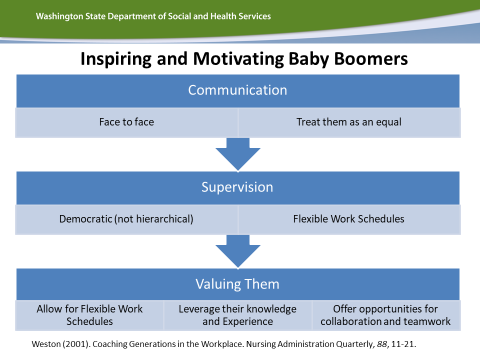 Washington State Department of Social and Health Services
Inspiring and Motivating Baby Boomers
Communication
Face to face
Treat them as an equal
Supervision
Democratic (not hierarchical)
Flexible Work Schedules
Valuing Them
Allow for Flexible Work
Schedules
Leverage their knowledge
and Experience
Offer opportunities for
collaboration and teamwork
Weston (2001). Coaching Generations in the Workplace. Nursing Administration Quarterly, 88, 11-21.